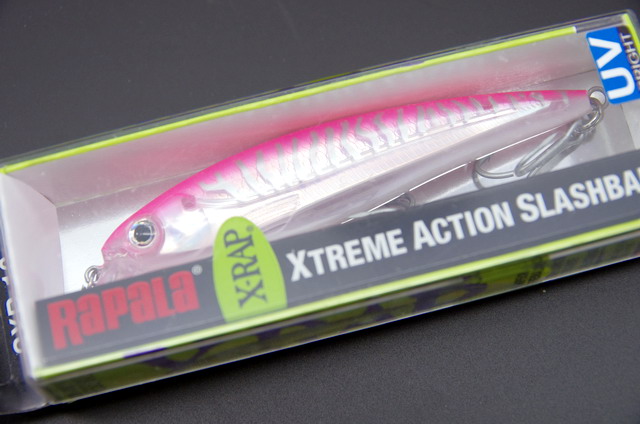 Rapala®
X-RAP®
XTREME ACTION SLASHBA
UV